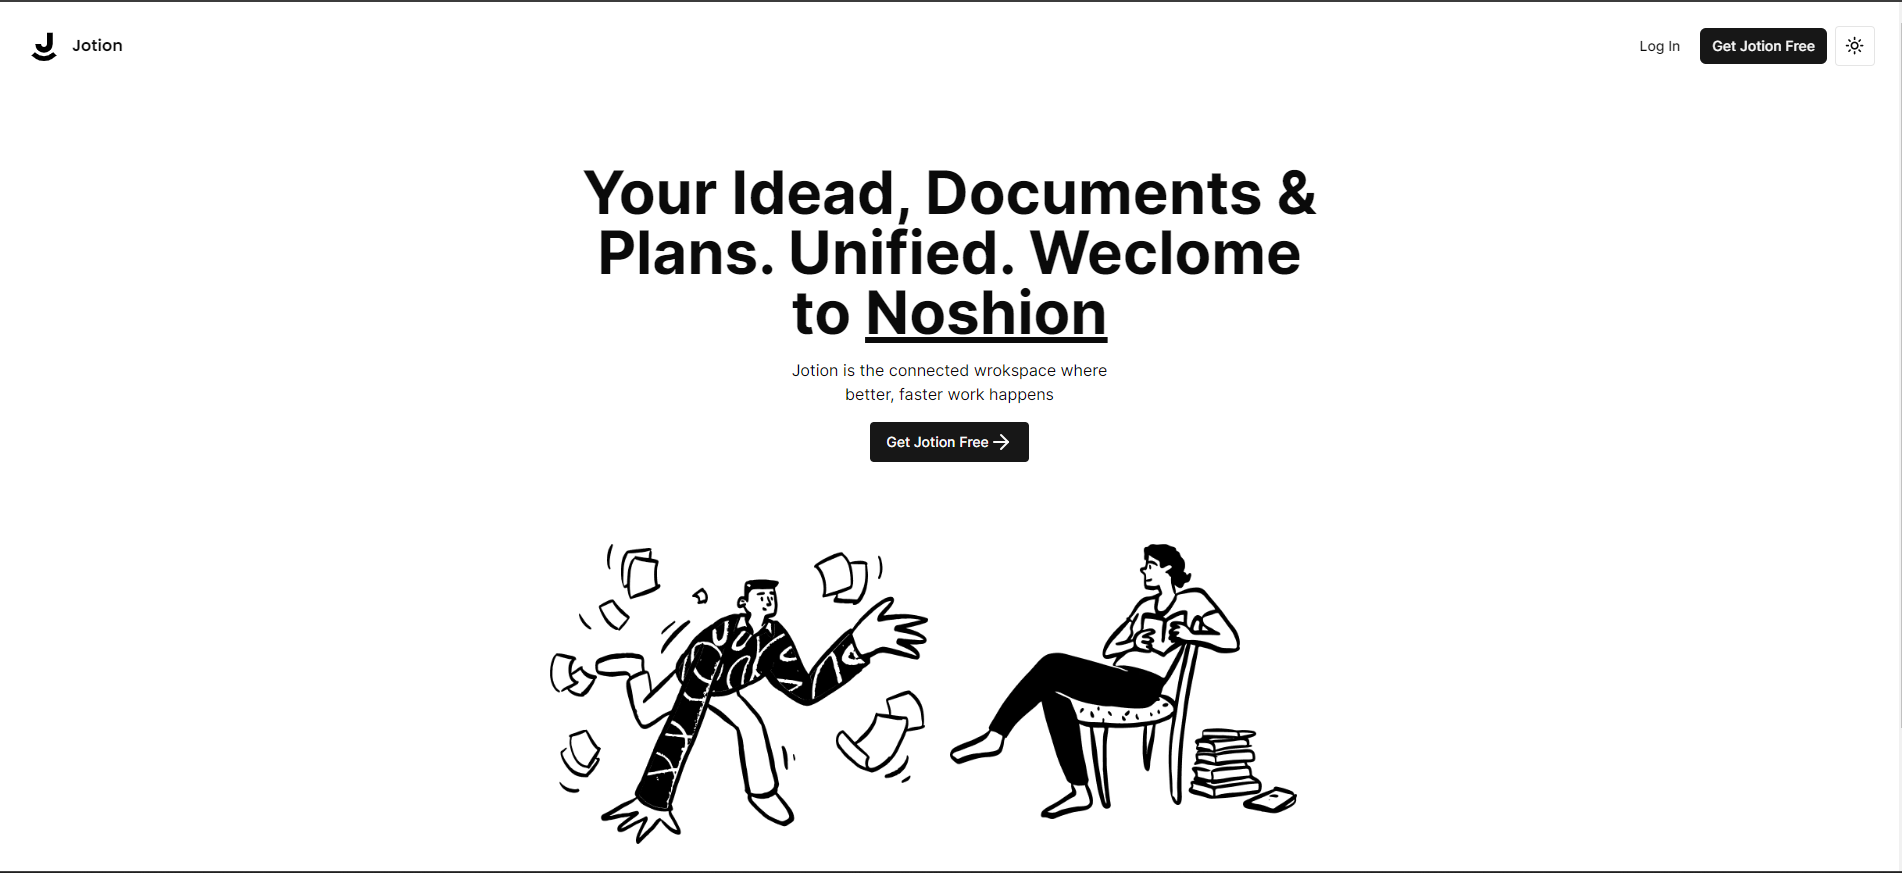 Jotion
Log In
Get Jotion Free
Your Idead, Documents &
Plans. Unified. Weclome
to Noshion
Jotion is the connected wrokspace where
better, faster work happens
Get Jotion Free